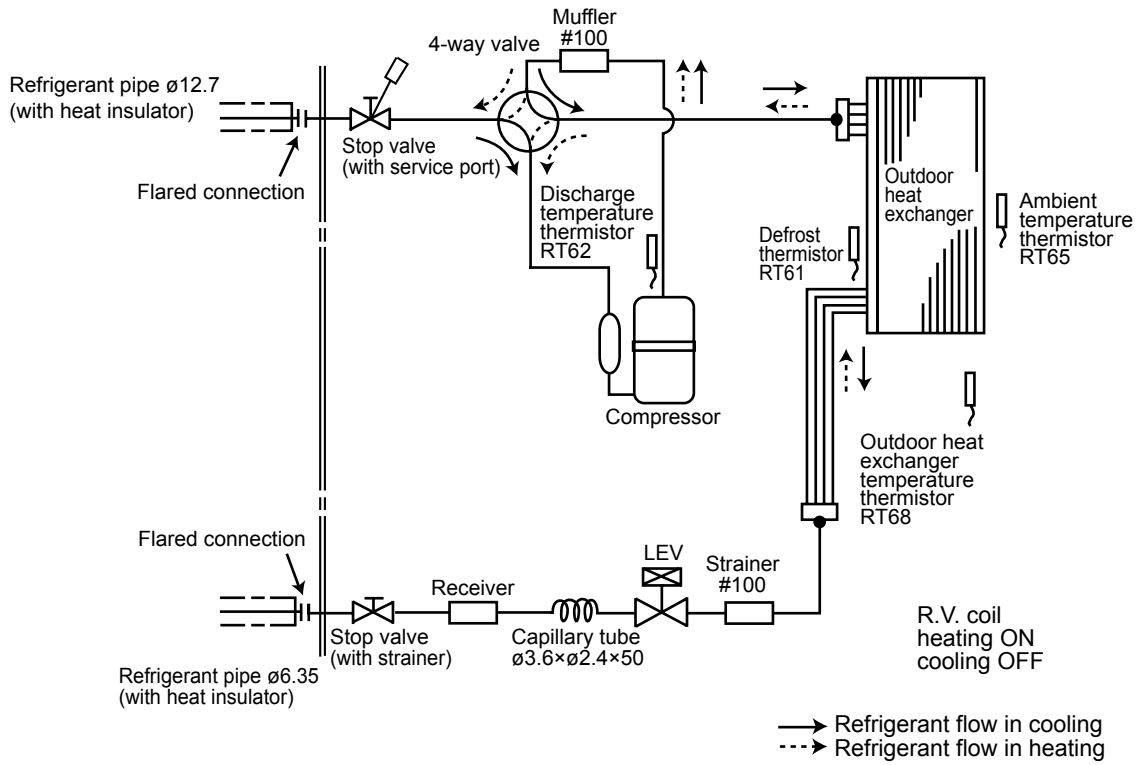 Muffler
#100
4-way valve
Refrigerant pipe ø12.7
(with heat insulator)
Stop valve
(with service port)
Flared connection
Discharge
temperature
thermistor
RT62
Outdoor
heat
exchanger
Ambient
temperature
thermistor
RT65
Defrost
thermistor
RT61
Compressor
Outdoor heat
exchanger
temperature
thermistor
RT68
Flared connection
LEV
Strainer
#100
Receiver
Stop valve
(with strainer)
Capillary tube
ø3.6×ø2.4×50
Refrigerant pipe ø6.35
(with heat insulator)
R.V. coil
heating ON
cooling OFF
Refrigerant flow in cooling
Refrigerant flow in heating